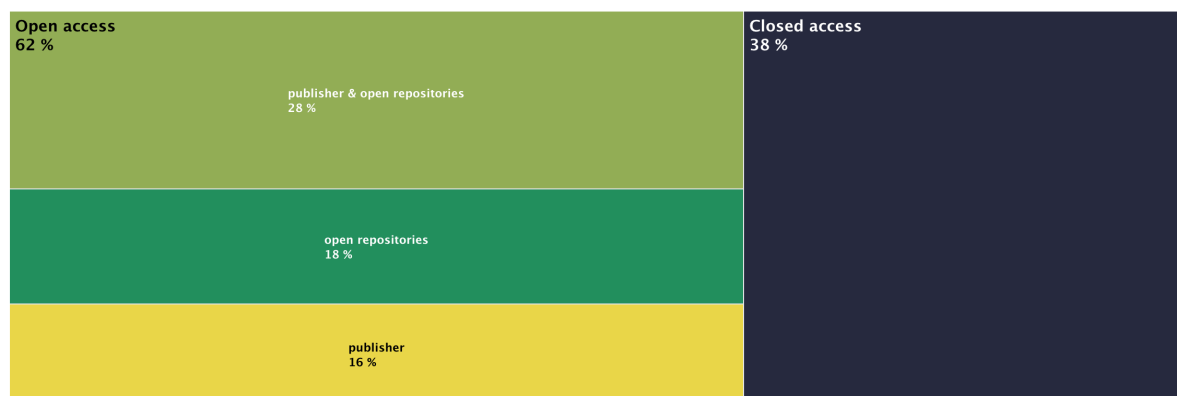 Open access
62 %
publisher & open repositories
28 %
open repositories
18 %
publisher
16 %
Closed access
38 %